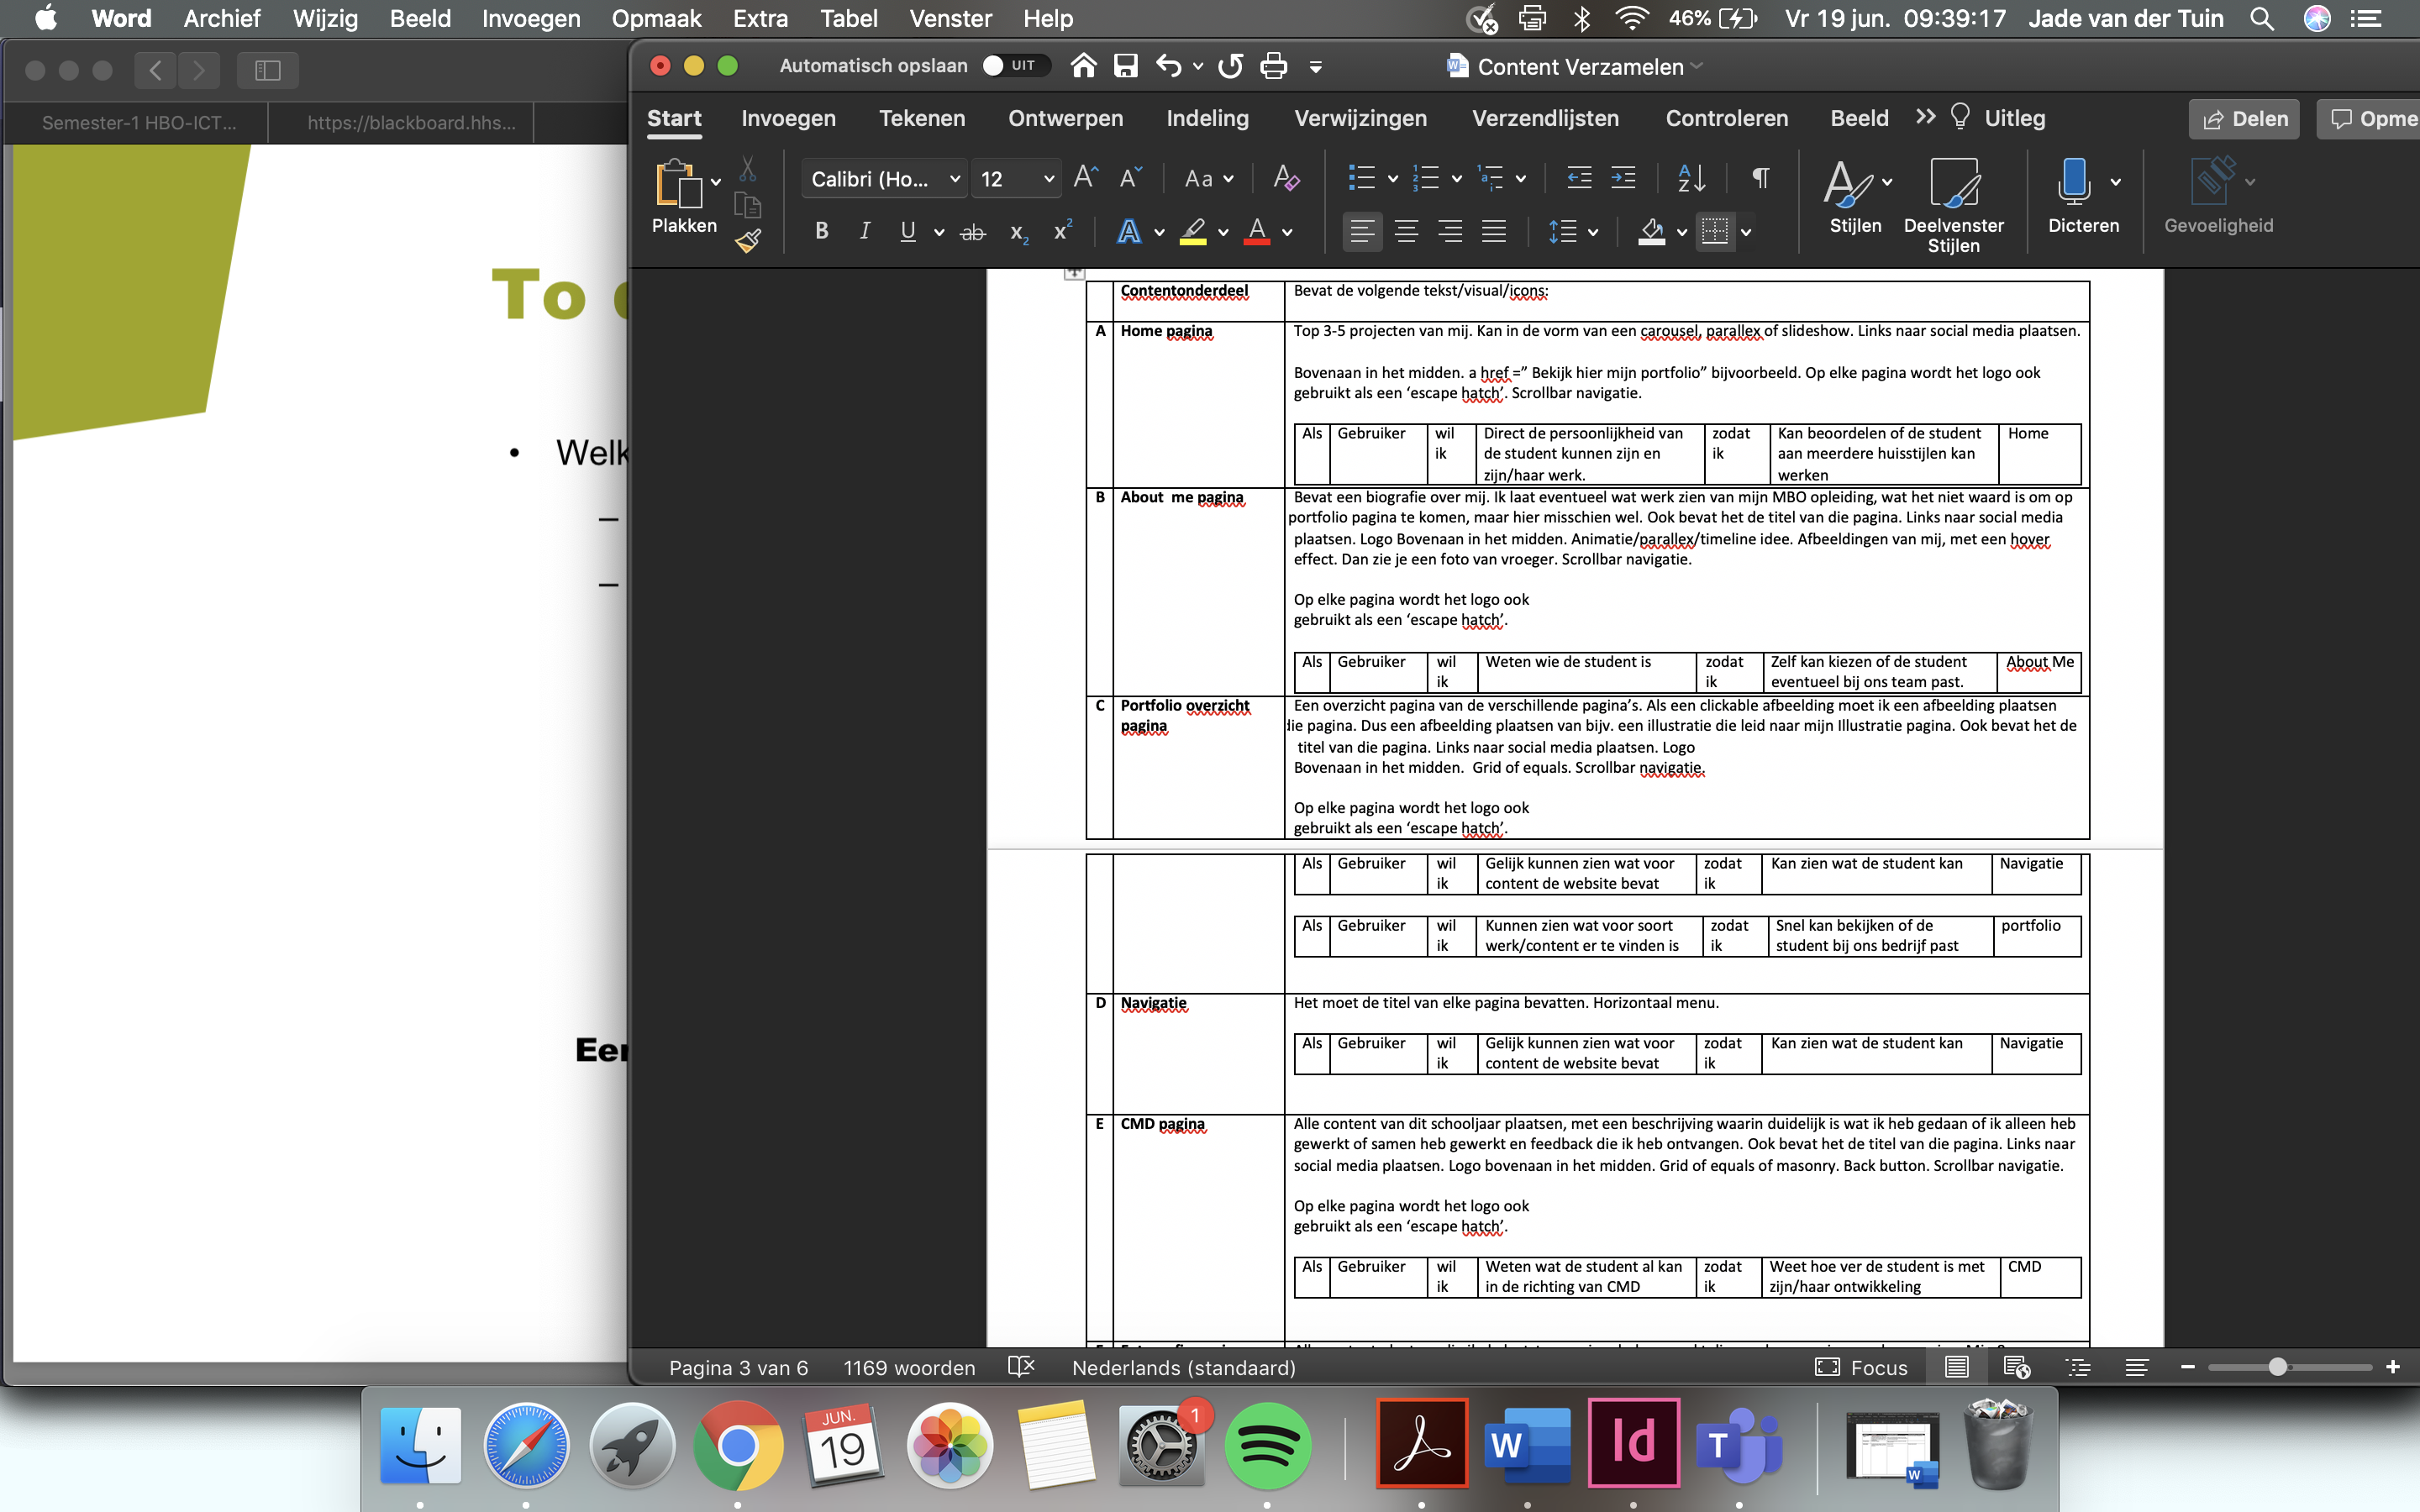 Word Archief Wijzig Beeld Invoegen Opmaak Extra Tabel Venster Help 46% Vr 19 jun. 09:39:17 Jade van der Tuin
Automatisch opslaan UIT Content Verzamelen
Semester-1 HBO-ICT... https://blackboard.hhs...
Start Invoegen Tekenen Ontwerpen Indeling Verwijzingen Verzendlijsten Controleren Beeld Uitleg Delen Opme
Plakken Calibri (Ho... 12 Stijlen Deelvenster Stijlen Dicteren Gevoeligheid
To
Welk
Eer
Contentonderdeel Bevat de volgende tekst/visual/icons:
A Home pagina Top 3-5 projecten van mij. Kan in de vorm van een carousel, parallex of slideshow. Links naar social media plaatsen.
Bovenaan in het midden. a href =” Bekijk hier mijn portfolio” bijvoorbeeld. Op elke pagina wordt het logo ook
gebruikt als een ‘escape hatch’. Scrollbar navigatie.
Als Gebruiker wil ik Direct de persoonlijkheid van de student kunnen zijn en zijn/haar werk. zodat ik Kan beoordelen of de student aan meerdere huisstijlen kan werken Home
B About me pagina Bevat een biografie over mij. Ik laat eventueel wat werk zien van mijn MBO opleiding, wat het niet waard is om op
portfolio pagina te komen, maar hier misschien wel. Ook bevat het de titel van die pagina. Links naar social media
plaatsen. Logo Bovenaan in het midden. Animatie/parallex/timeline idee. Afbeeldingen van mij, met een hover
effect. Dan zie je een foto van vroeger. Scrollbar navigatie.
Op elke pagina wordt het logo ook
gebruikt als een ‘escape hatch’.
Als Gebruiker wil ik Weten wie de student is zodat ik Zelf kan kiezen of de student eventueel bij ons team past. About Me
C Portfolio overzicht pagina Een overzicht pagina van de verschillende pagina’s. Als een clickable afbeelding moet ik een afbeelding plaatsen
die pagina. Dus een afbeelding plaatsen van bijv. een illustratie die leid naar mijn Illustratie pagina. Ook bevat het de
titel van die pagina. Links naar social media plaatsen. Logo
Bovenaan in het midden. Grid of equals. Scrollbar navigatie.
Op elke pagina wordt het logo ook
gebruikt als een ‘escape hatch’.
Als Gebruiker wil ik Gelijk kunnen zien wat voor content de website bevat zodat ik Kan zien wat de student kan Navigatie
Als Gebruiker wil ik Kunnen zien wat voor soort werk/content er te vinden is zodat ik Snel kan bekijken of de student bij ons bedrijf past portfolio
D Navigatie Het moet de titel van elke pagina bevatten. Horizontaal menu.
Als Gebruiker wil ik Gelijk kunnen zien wat voor content de website bevat zodat ik Kan zien wat de student kan Navigatie
E CMD pagina Alle content van dit schooljaar plaatsen, met een beschrijving waarin duidelijk is wat ik heb gedaan of ik alleen heb
gewerkt of samen heb gewerkt en feedback die ik heb ontvangen. Ook bevat het de titel van die pagina. Links naar
social media plaatsen. Logo bovenaan in het midden. Grid of equals of masonry. Back button. Scrollbar navigatie.
Op elke pagina wordt het logo ook
gebruikt als een ‘escape hatch’.
Als Gebruiker wil ik Weten wat de student al kan in de richting van CMD zodat ik Weet hoe ver de student is met zijn/haar ontwikkeling CMD
Pagina 3 van 6 1169 woorden Nederlands (standaard) Focus
JUN. 19 1 W Id T W